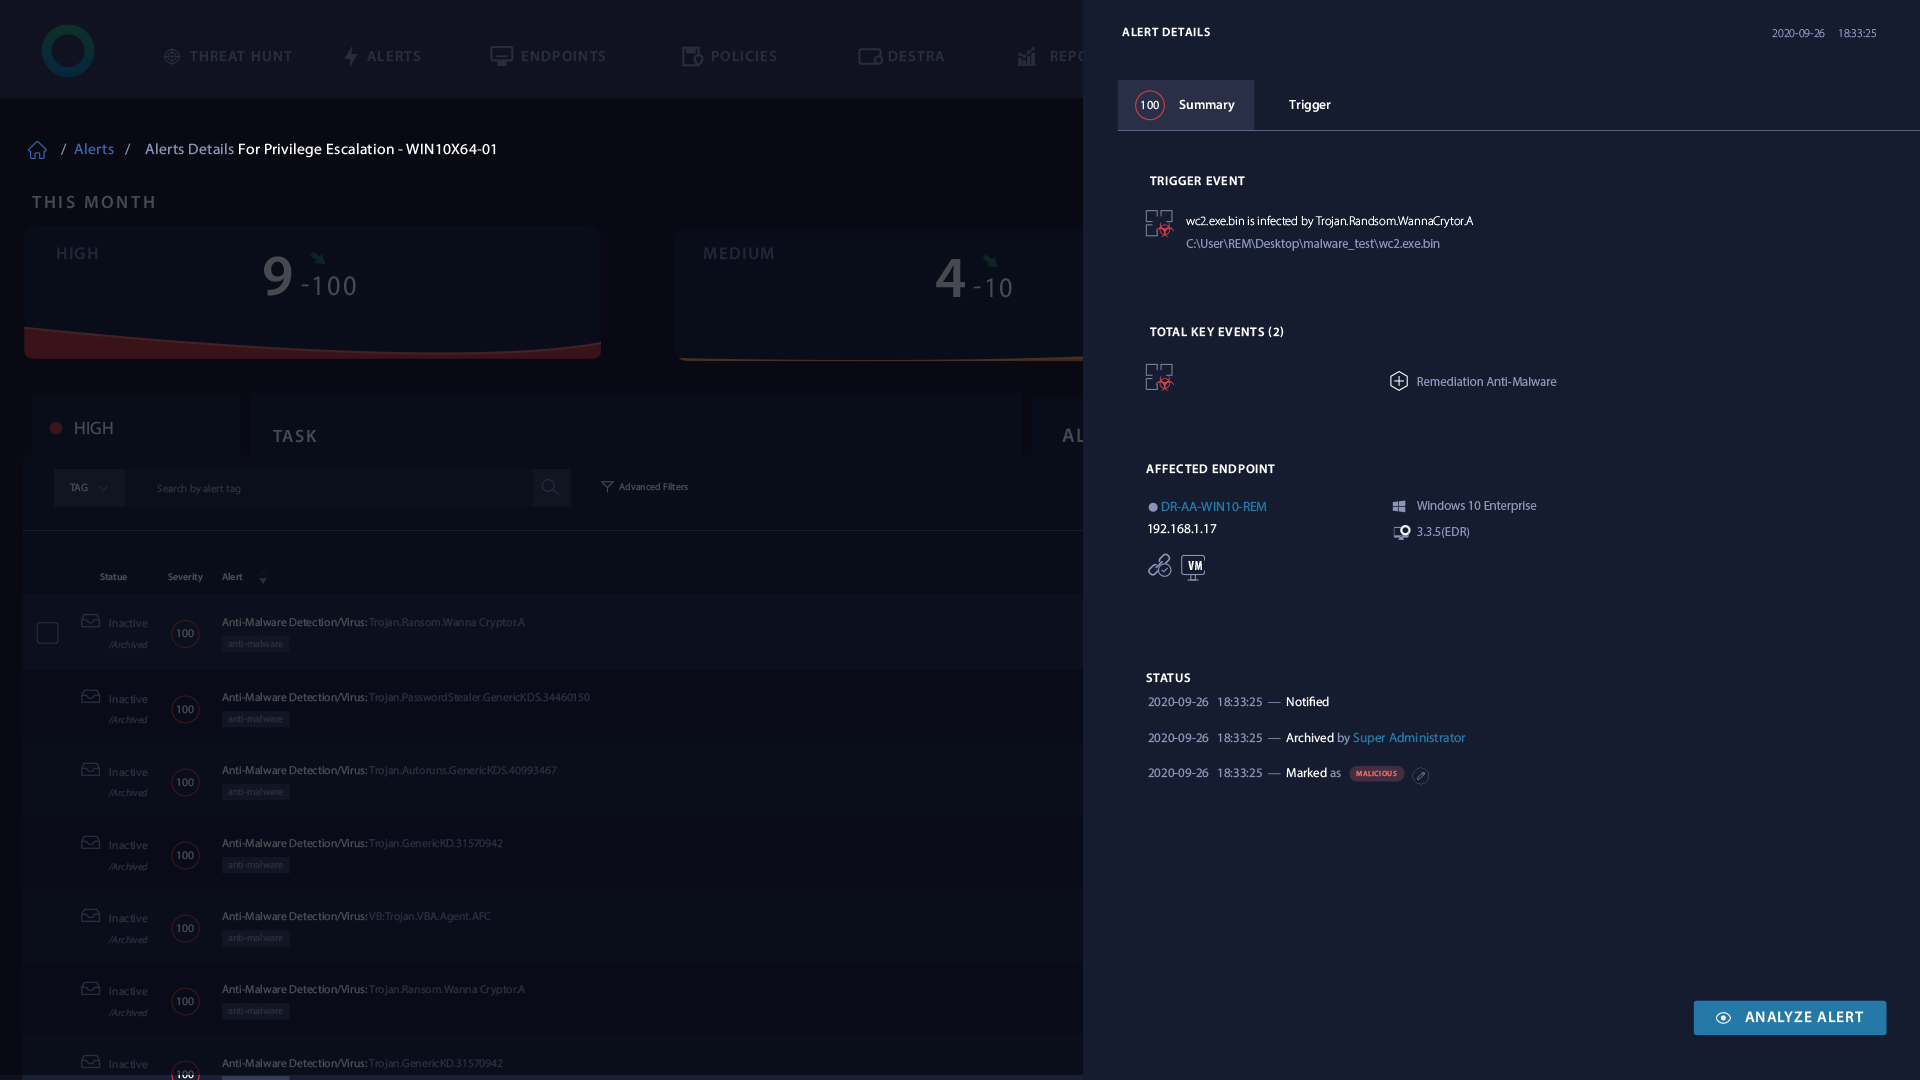 THREAT HUNT
ALERTS
ENDPOINTS
POLICIES
DESTRA
REPO
/ Alerts / Alerts Details For Privilege Escalation - WIN10X64-01
THIS MONTH
HIGH
9 -100
MEDIUM
4 -10
HIGH
TASK
AL
TAG
Search by alert tag
Advanced Filters
Statue Severity Alert
Inactive
/Archived
100
Anti-Malware Detection/Virus: Trojan.Ransom.Wanna Cryptor.A
anti-malware
Inactive
/Archived
100
Anti-Malware Detection/Virus: Trojan.PasswordStealer.GenericKDS.34460150
anti-malware
Inactive
/Archived
100
Anti-Malware Detection/Virus: Trojan.Autoruns.GenericKDS.40993467
anti-malware
Inactive
/Archived
100
Anti-Malware Detection/Virus: Trojan.GenericKD.31570942
anti-malware
Inactive
/Archived
100
Anti-Malware Detection/Virus: VB:Trojan.VBA.Agent.AFC
anti-malware
Inactive
/Archived
100
Anti-Malware Detection/Virus: Trojan.Ransom.Wanna Cryptor.A
anti-malware
Inactive
100
Anti-Malware Detection/Virus: Trojan.GenericKD.31570942
ALERT DETAILS
2020-09-26 18:33:25
100 Summary
Trigger
TRIGGER EVENT
wc2.exe.bin is infected by Trojan.Randsom.WannaCrytor.A
C:\User\REM\Desktop\malware_test\wc2.exe.bin
TOTAL KEY EVENTS (2)
Remediation Anti-Malware
AFFECTED ENDPOINT
DR-AA-WIN10-REM
192.168.1.17
VM
Windows 10 Enterprise
3.3.5(EDR)
STATUS
2020-09-26 18:33:25 — Notified
2020-09-26 18:33:25 — Archived by Super Administrator
2020-09-26 18:33:25 — Marked as MALICIOUS
ANALYZE ALERT